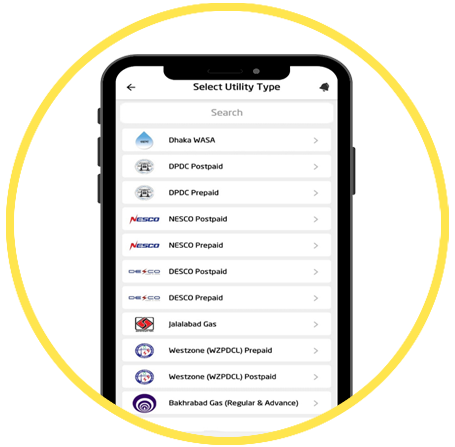 Select Utility Type
Search
Dhaka WASA
DPDC Postpaid
DPDC Prepaid
NESCO NESCO Postpaid
NESCO NESCO Prepaid
DESCO DESCO Postpaid
DESCO DESCO Prepaid
Jalalabad Gas
Westzone (WZPDCL) Prepaid
Westzone (WZPDCL) Postpaid
Bakhrabad Gas (Regular & Advance)